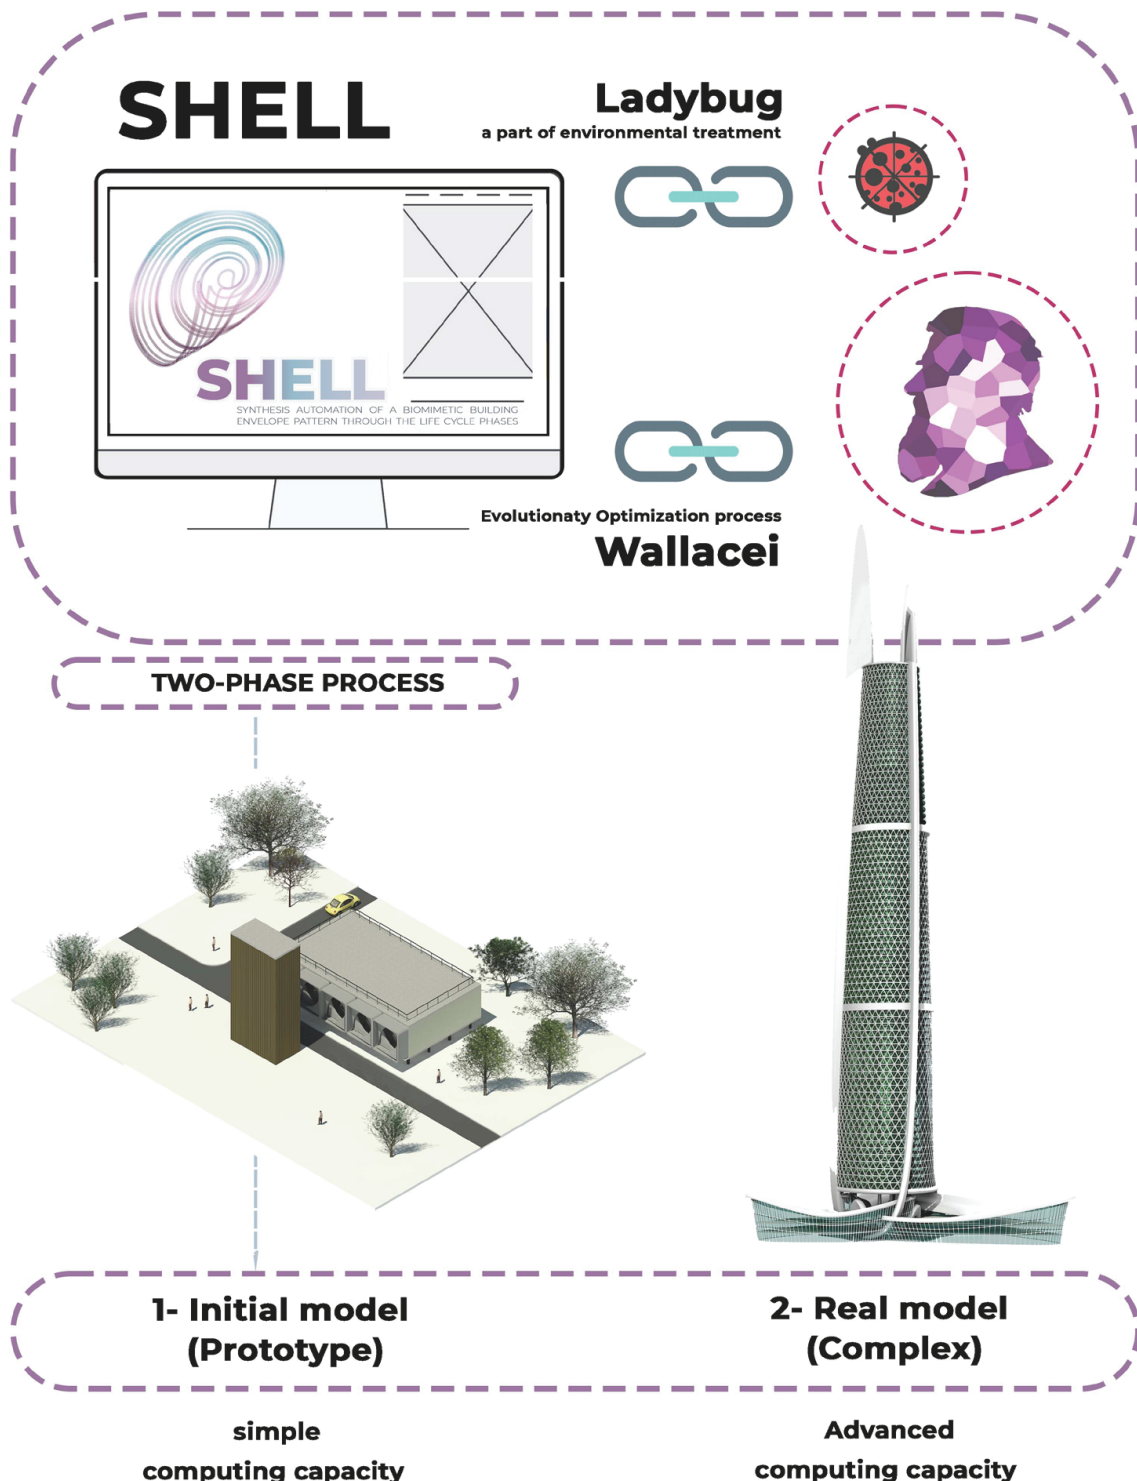 SHELL
Ladybug
a part of environmental treatment
SHELL
SYNTHESIS AUTOMATION OF A BIOMIMETIC BUILDING
ENVELOPE PATTERN THROUGH THE LIFE CYCLE PHASES
Evolutionaty Optimization process
Wallacei
TWO-PHASE PROCESS
1- Initial model
(Prototype)
2- Real model
(Complex)
simple
computing capacity
Advanced
computing capacity